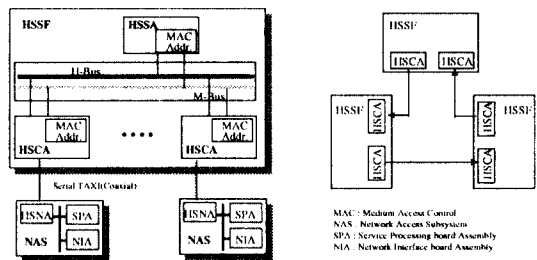 HSSF
HSSA
MAC
Addr.
H-Bus
M-Bus
MAC
Addr.
HSCA
MAC
Addr.
HSCA
Serial TAXI(Coaxial)
HSNA
SPA
NAS
NIA
HSNA
SPA
NAS
NIA
HSSF
HSCA
HSCA
HSSF
HSCA
HSCA
HSSF
HSCA
HSCA
MAC : Medium Access Control
NAS : Network Access Subsystem
SPA : Service Processing board Assembly
NIA : Network Interface board Assembly